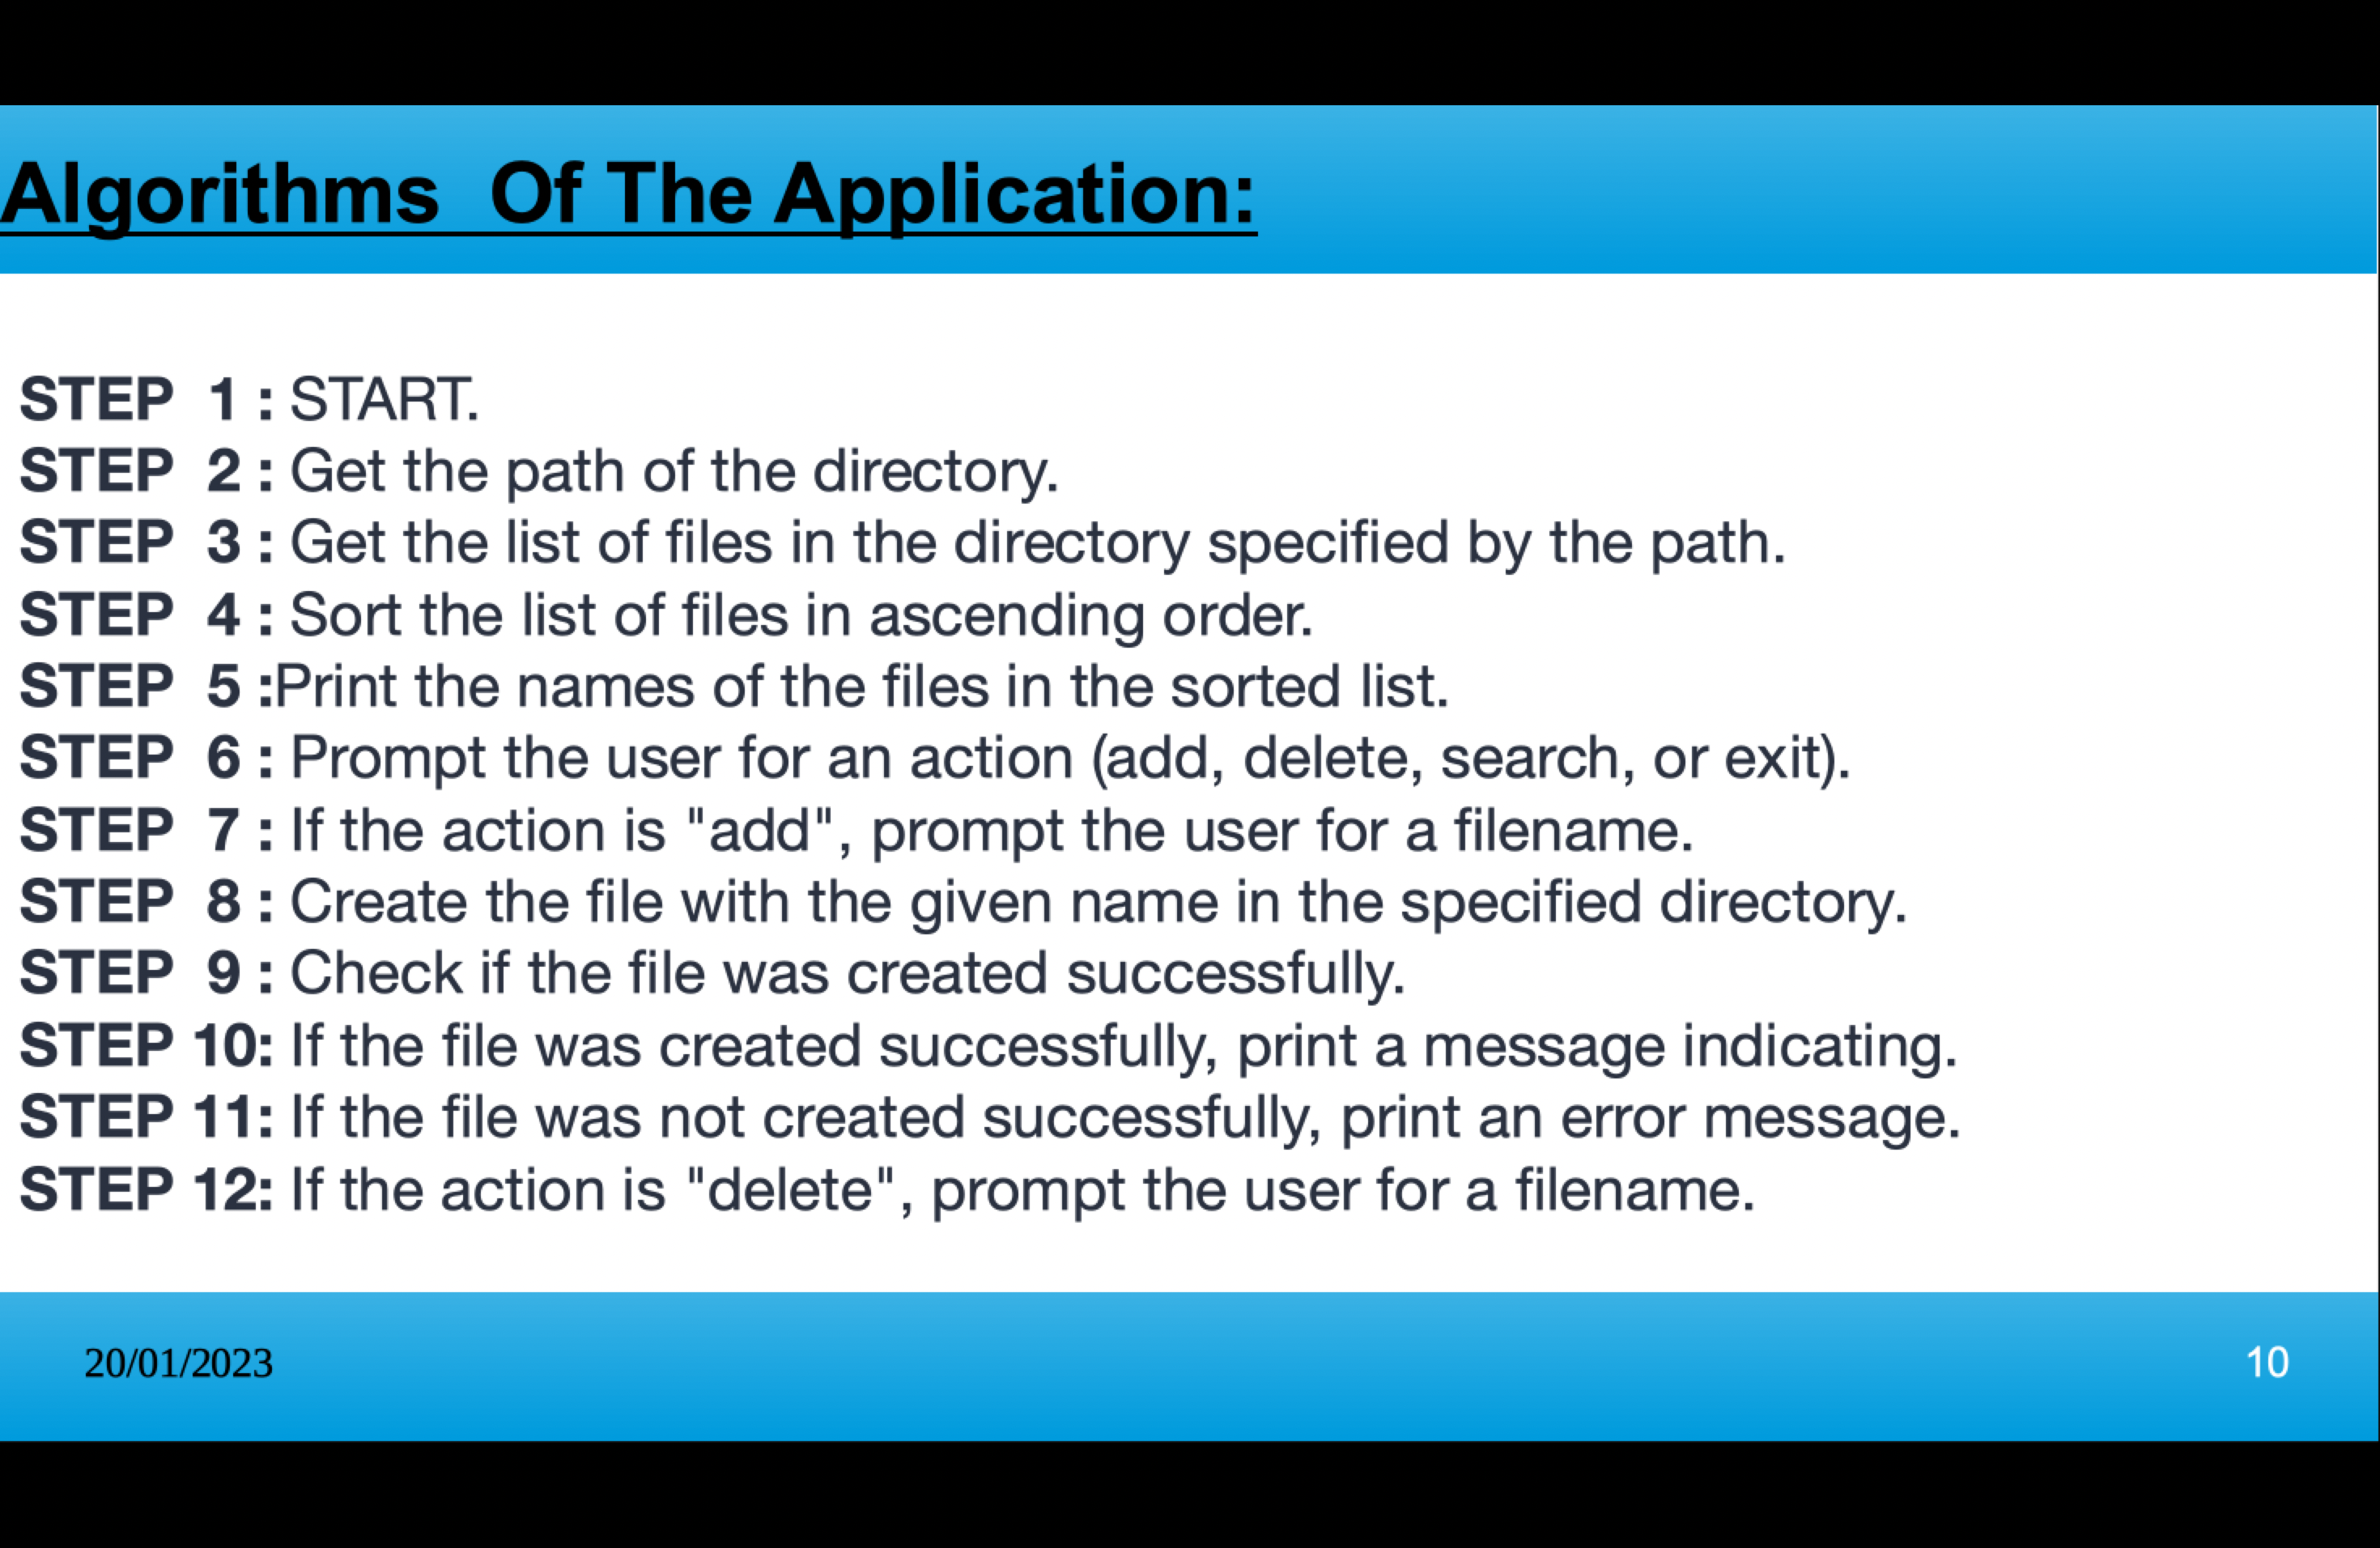 Algorithms Of The Application:
STEP 1 : START.
STEP 2 : Get the path of the directory.
STEP 3 : Get the list of files in the directory specified by the path.
STEP 4 : Sort the list of files in ascending order.
STEP 5 :Print the names of the files in the sorted list.
STEP 6 : Prompt the user for an action (add, delete, search, or exit).
STEP 7 : If the action is "add", prompt the user for a filename.
STEP 8 : Create the file with the given name in the specified directory.
STEP 9 : Check if the file was created successfully.
STEP 10: If the file was created successfully, print a message indicating.
STEP 11: If the file was not created successfully, print an error message.
STEP 12: If the action is "delete", prompt the user for a filename.
20/01/2023
10